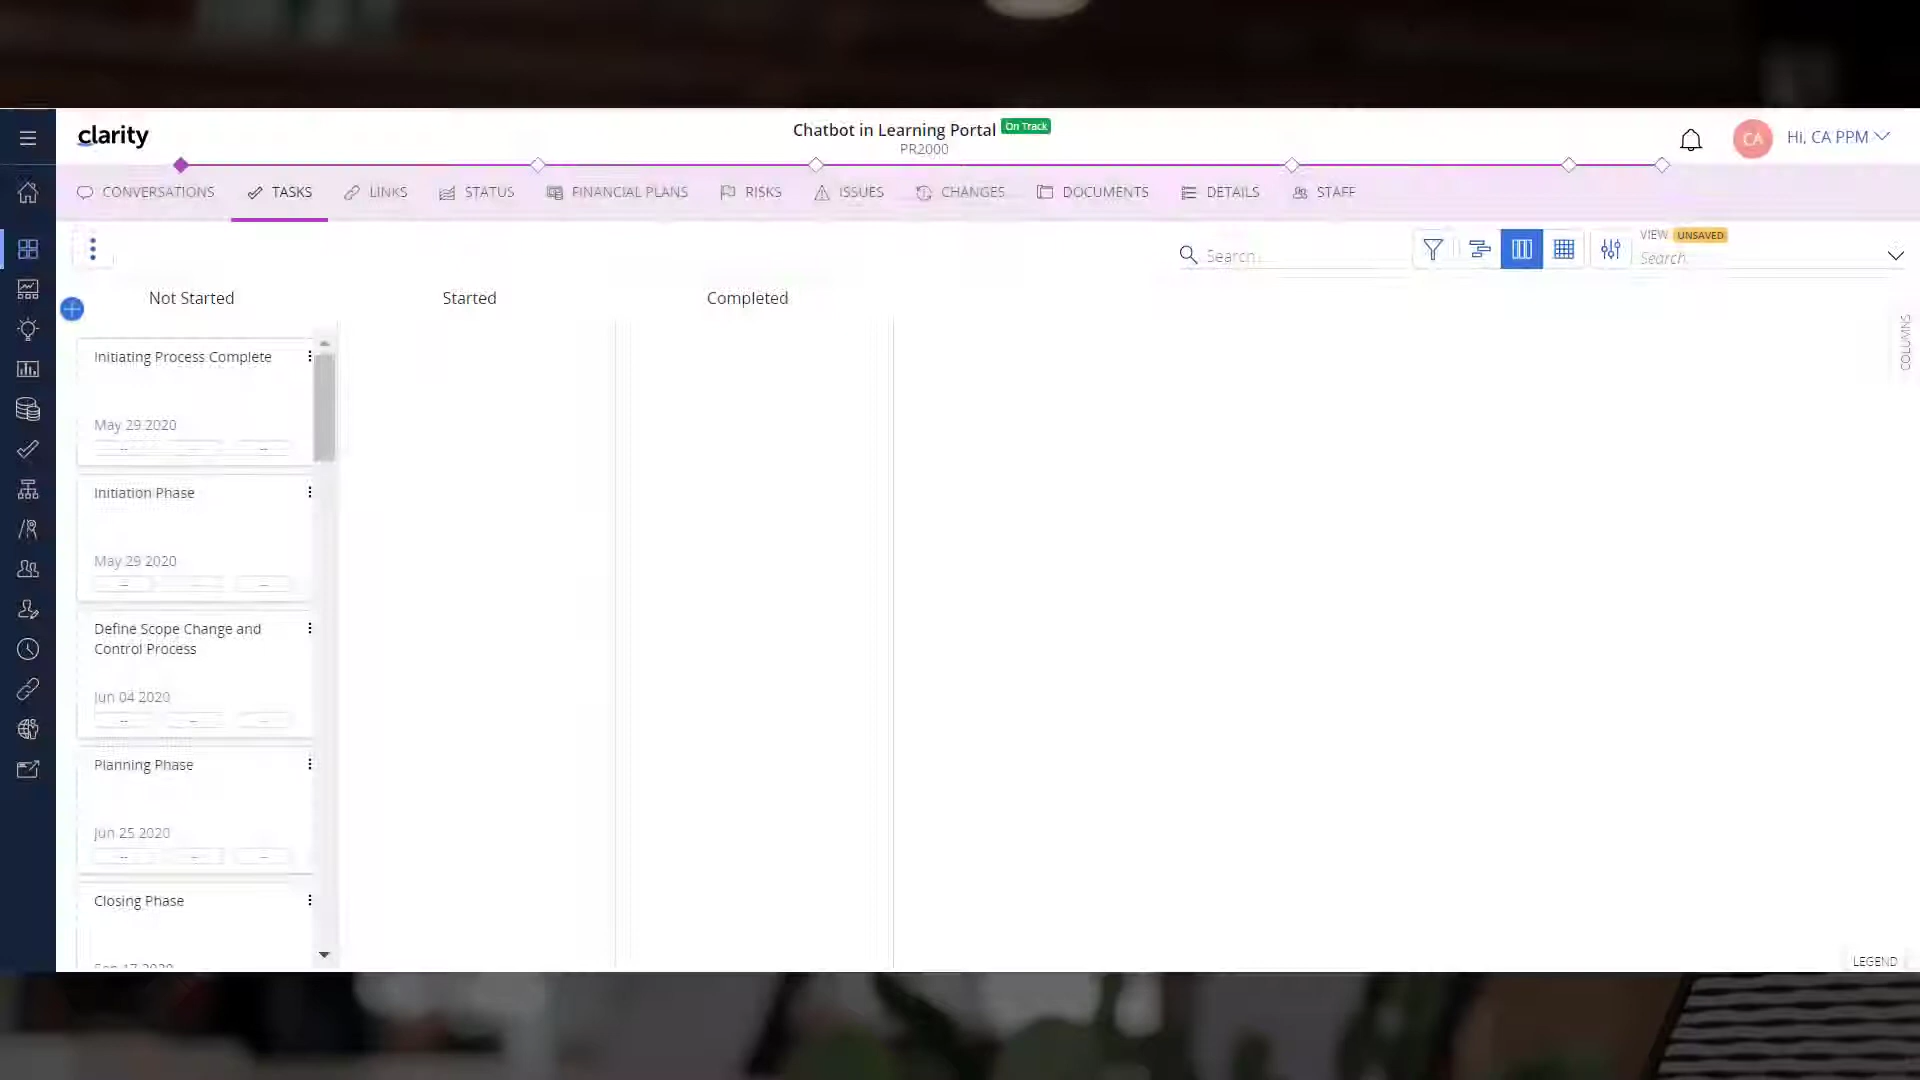 clarity
Chatbot in Learning Portal On Track
PR2000
CA Hi, CA PPM
CONVERSATIONS TASKS LINKS STATUS FINANCIAL PLANS RISKS ISSUES CHANGES DOCUMENTS DETAILS STAFF
Search...
VIEW UNSAVED
Search.
Not Started Started Completed
COLUMNS
Initiating Process Complete
May 29 2020
Initiation Phase
May 29 2020
Define Scope Change and
Control Process
Jun 04 2020
Planning Phase
Jun 25 2020
Closing Phase
Sep 17 2020
LEGEND